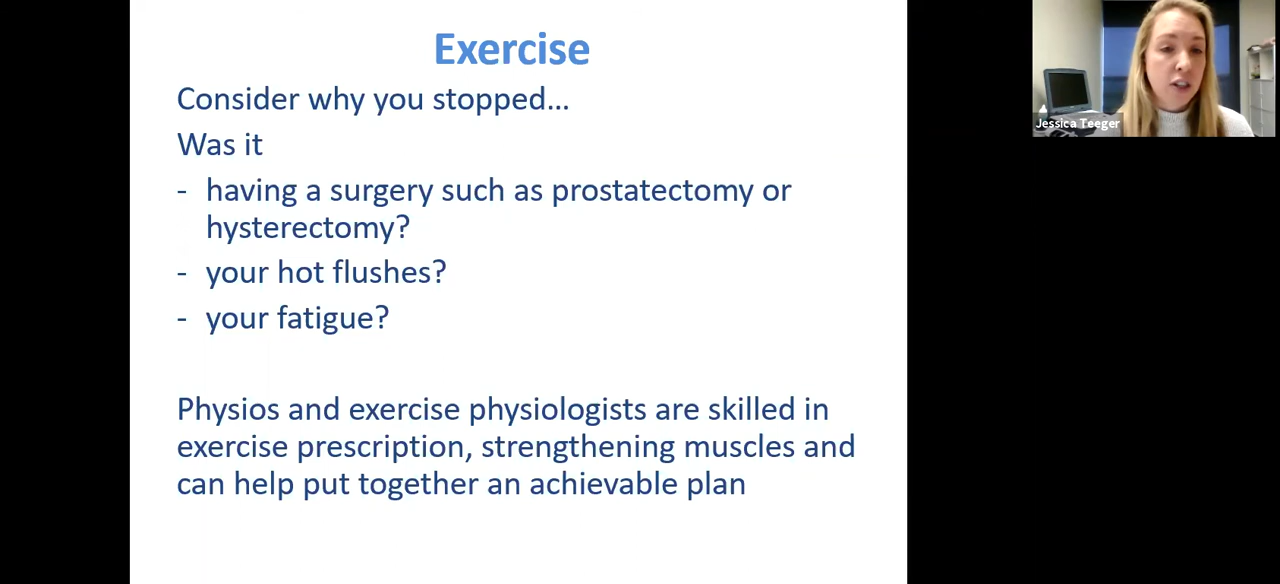 Exercise
Consider why you stopped...
Was it
- having a surgery such as prostatectomy or
hysterectomy?
- your hot flushes?
- your fatigue?
Physios and exercise physiologists are skilled in
exercise prescription, strengthening muscles and
can help put together an achievable plan
Jessica Teeger